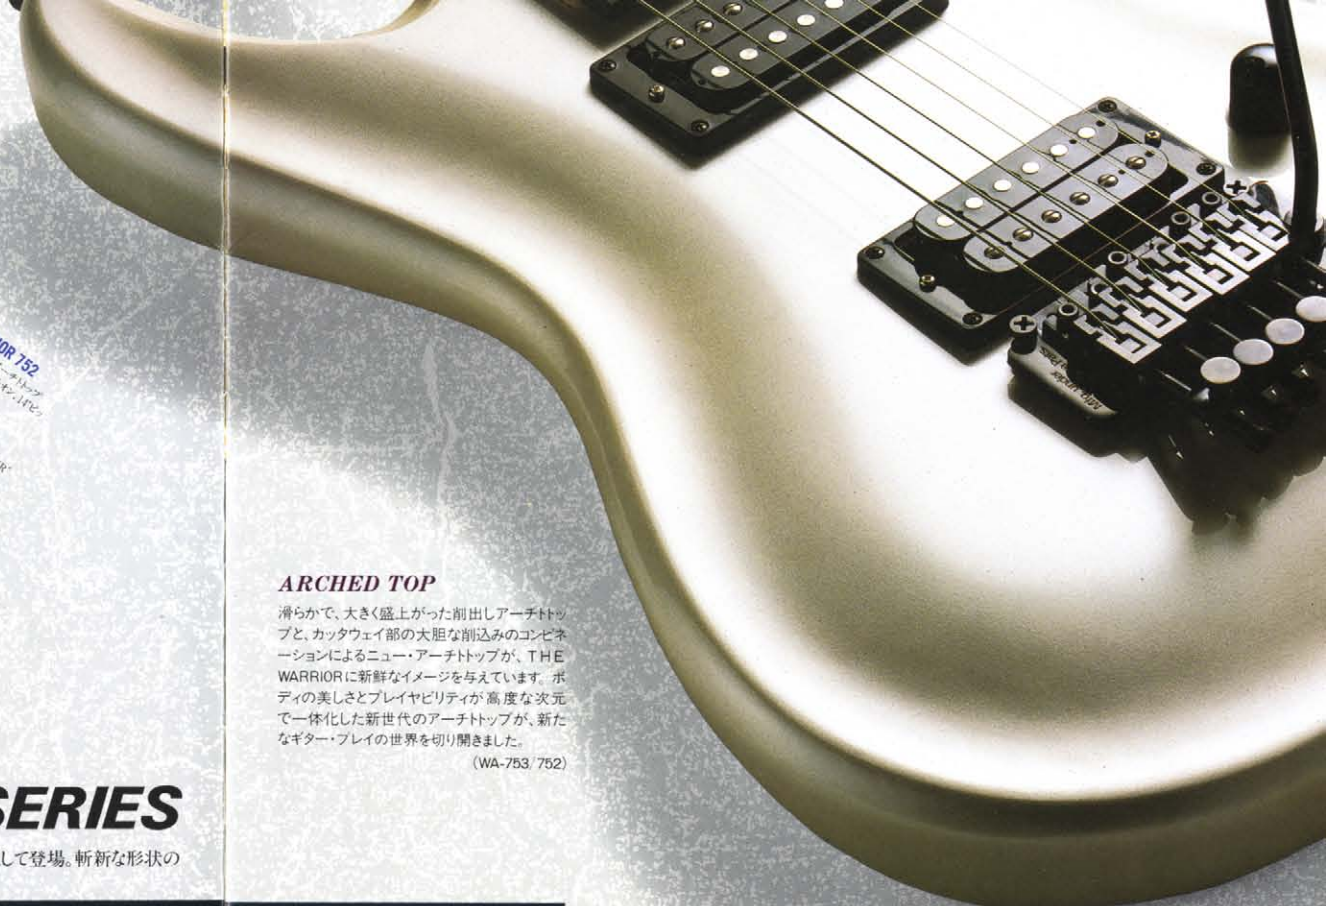 OR 752
ARCHED TOP
滑らかで、大きく盛上がった削出しアーチトトッ
プと、カッタウェイ部の大胆な削込みのコンビネ
ーションによるニュー・アーチトトップが、THE
WARRIORに新鮮なイメージを与えています。ボ
ディの美しさとプレイヤビリティが高度な次元
で一体化した新世代のアーチトトップが、新た
なギター・プレイの世界を切り開きました。
(WA-753/752)
SERIES
して登場。斬新な形状の